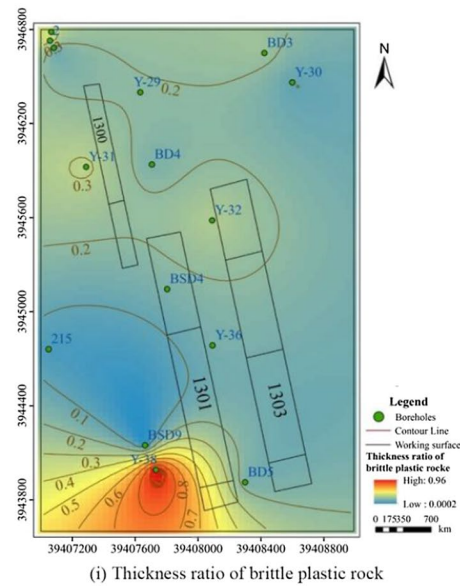 3946800
3946200
3945600
3945000
3944400
3943800
2
0.3
BD3
Y-29
0.2
Y-30
1300
Y-31
BD4
0.3
Y-32
0.2
BSD4
215
Y-36
0.1
1301
1303
0.2
BSD9
0.3
Y-38
0.4
0.5
0.6
0.8
0.7
BD5
39407200 39407600 39408000 39408400 39408800
N
Legend
Boreholes
Contour Line
Working surface
Thickness ratio of
brittle plastic rocke
High: 0.96
Low : 0.0002
0 175350 700
km
(i) Thickness ratio of brittle plastic rock